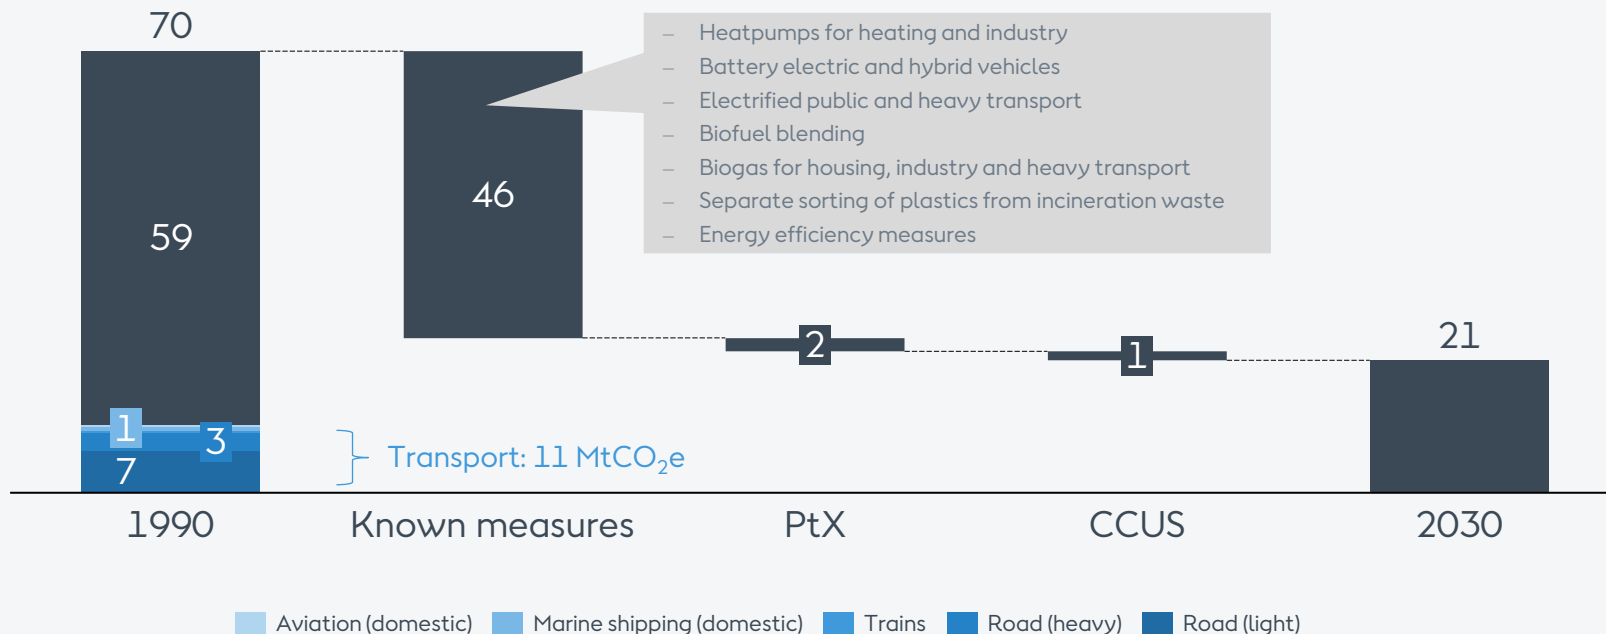 70
– Heatpumps for heating and industry
– Battery electric and hybrid vehicles
– Electrified public and heavy transport
– Biofuel blending
– Biogas for housing, industry and heavy transport
– Separate sorting of plastics from incineration waste
– Energy efficiency measures
46
59
2
1
21
1
3
7
Transport: 11 MtCO₂e
1990 Known measures PtX CCUS 2030
Aviation (domestic) Marine shipping (domestic) Trains Road (heavy) Road (light)